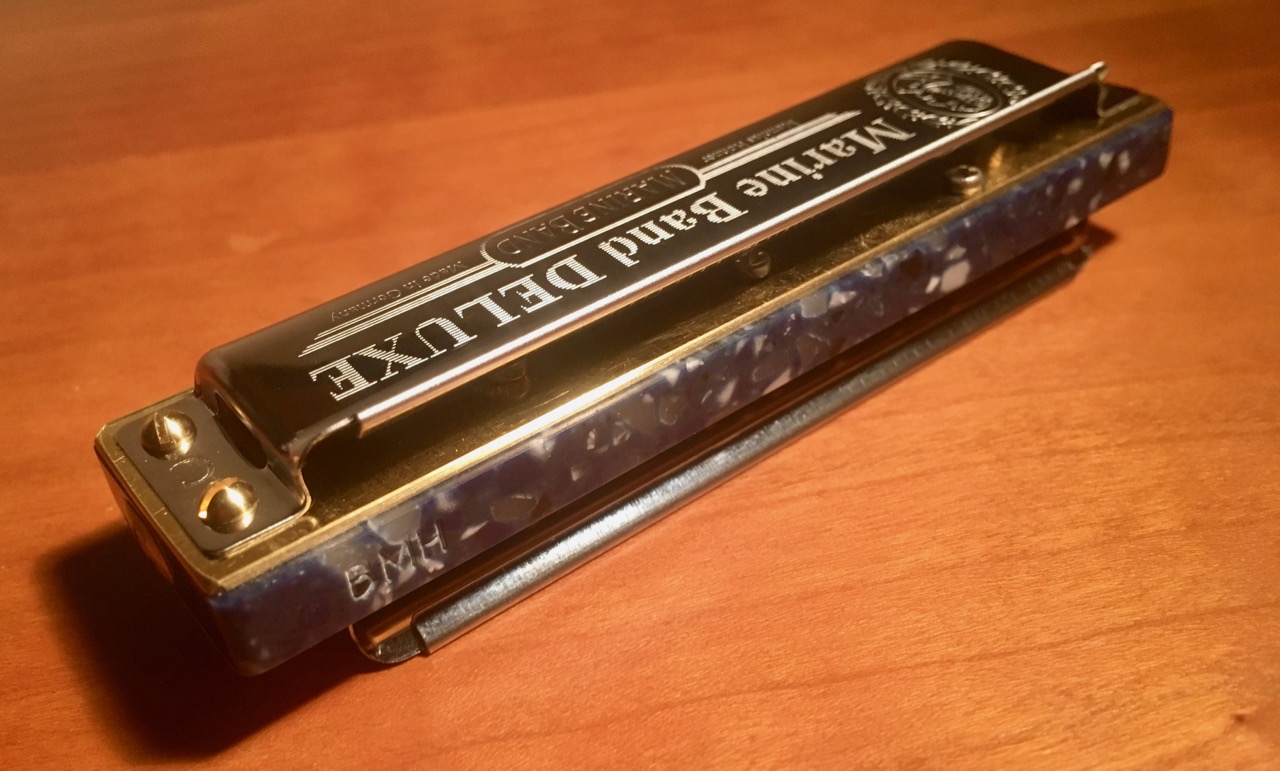 Marine Band DELUXE
MARINE BAND
Made in Germany
C
BMH